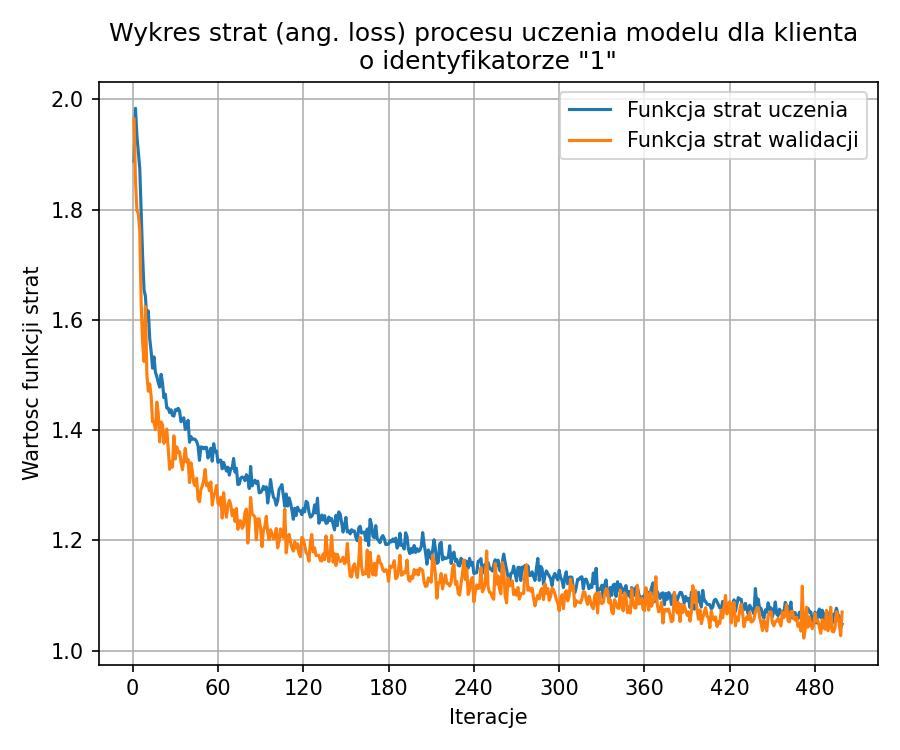 Wykres strat (ang. loss) procesu uczenia modelu dla klienta
o identyfikatorze "1"
Funkcja strat uczenia
Funkcja strat walidacji
Wartosc funkcji strat
2.0
1.8
1.6
1.4
1.2
1.0
0 60 120 180 240 300 360 420 480
Iteracje